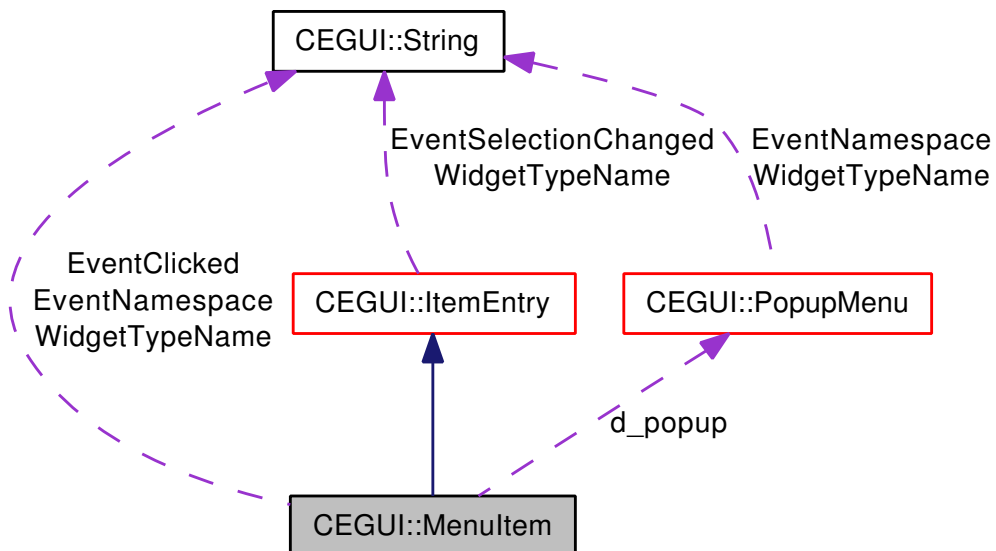 CEGUI::String
EventSelectionChanged
WidgetTypeName
EventNamespace
WidgetTypeName
EventClicked
EventNamespace
WidgetTypeName
CEGUI::ItemEntry
CEGUI::PopupMenu
d_popup
CEGUI::MenuItem